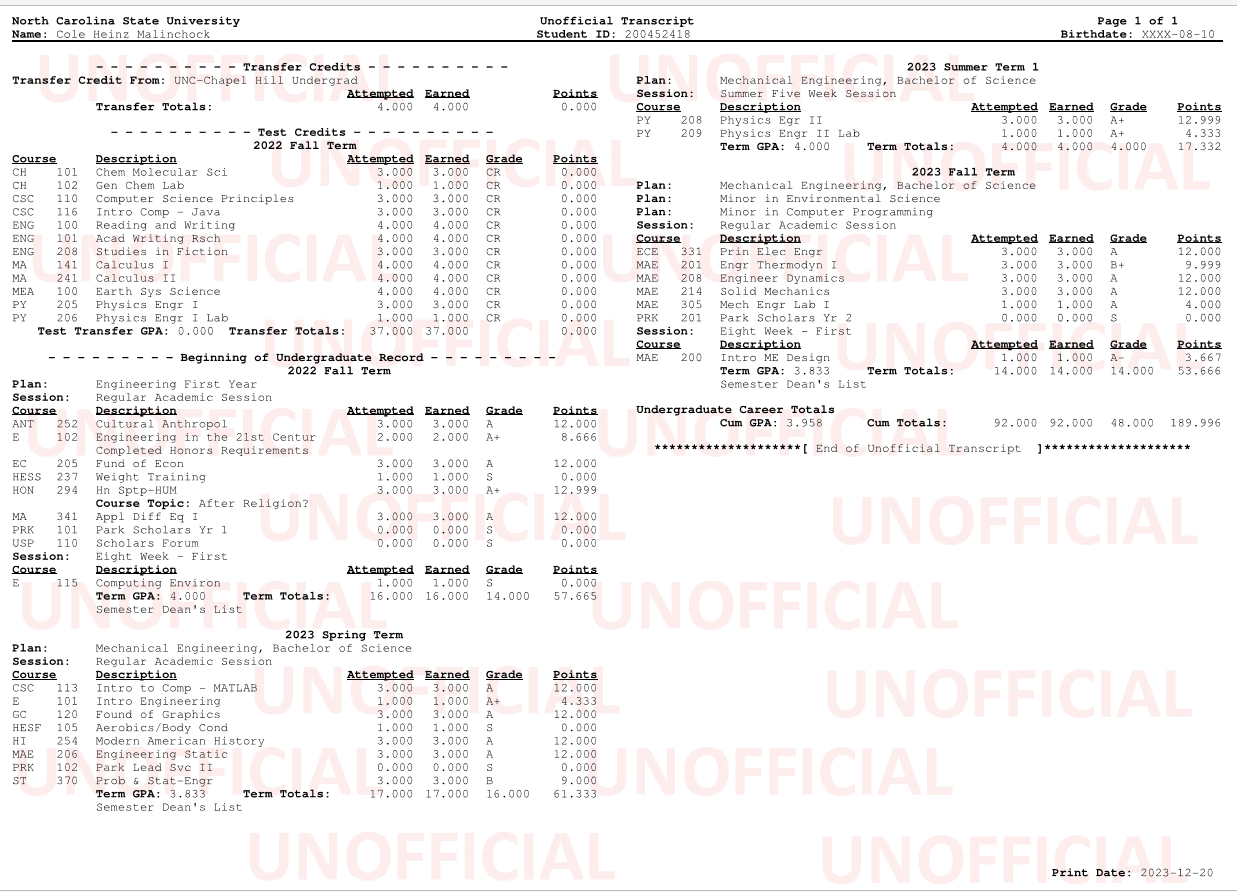 North Carolina State University Unofficial Transcript Page 1 of 1
Name: Cole Heinz Malinchock Student ID: 200452418 Birthdate: XXXX-08-10
- - - - - - - - - - Transfer Credits - - - - - - - - - -
Transfer Credit From: UNC-Chapel Hill Undergrad
Attempted Earned Points
Transfer Totals: 4.000 4.000 0.000
- - - - - - - - - - Test Credits - - - - - - - - - -
2022 Fall Term
Course Description Attempted Earned Grade Points
CH 101 Chem Molecular Sci 3.000 3.000 CR 0.000
CH 102 Gen Chem Lab 1.000 1.000 CR 0.000
CSC 110 Computer Science Principles 3.000 3.000 CR 0.000
CSC 116 Intro Comp - Java 3.000 3.000 CR 0.000
ENG 100 Reading and Writing 4.000 4.000 CR 0.000
ENG 101 Acad Writing Rsch 4.000 4.000 CR 0.000
ENG 208 Studies in Fiction 3.000 3.000 CR 0.000
MA 141 Calculus I 4.000 4.000 CR 0.000
MA 241 Calculus II 4.000 4.000 CR 0.000
MEA 100 Earth Sys Science 4.000 4.000 CR 0.000
PY 205 Physics Engr I 3.000 3.000 CR 0.000
PY 206 Physics Engr I Lab 1.000 1.000 CR 0.000
Test Transfer GPA: 0.000 Transfer Totals: 37.000 37.000 0.000
- - - - - - - - - Beginning of Undergraduate Record - - - - - - - - -
2022 Fall Term
Plan: Engineering First Year
Session: Regular Academic Session
Course Description Attempted Earned Grade Points
ANT 252 Cultural Anthropol 3.000 3.000 A 12.000
E 102 Engineering in the 21st Centur 2.000 2.000 A+ 8.666
Completed Honors Requirements
EC 205 Fund of Econ 3.000 3.000 A 12.000
HESS 237 Weight Training 1.000 1.000 S 0.000
HON 294 Hn Sptp-HUM 3.000 3.000 A+ 12.999
Course Topic: After Religion?
MA 341 Appl Diff Eq I 3.000 3.000 A 12.000
PRK 101 Park Scholars Yr 1 0.000 0.000 S 0.000
USP 110 Scholars Forum 0.000 0.000 S 0.000
Session: Eight Week - First
Course Description Attempted Earned Grade Points
E 115 Computing Environ 1.000 1.000 S 0.000
Term GPA: 4.000 Term Totals: 16.000 16.000 14.000 57.665
Semester Dean's List
2023 Spring Term
Plan: Mechanical Engineering, Bachelor of Science
Session: Regular Academic Session
Course Description Attempted Earned Grade Points
CSC 113 Intro to Comp - MATLAB 3.000 3.000 A 12.000
E 101 Intro Engineering 1.000 1.000 A+ 4.333
GC 120 Found of Graphics 3.000 3.000 A 12.000
HESF 105 Aerobics/Body Cond 1.000 1.000 S 0.000
HI 254 Modern American History 3.000 3.000 A 12.000
MAE 206 Engineering Static 3.000 3.000 A 12.000
PRK 102 Park Lead Svc II 0.000 0.000 S 0.000
ST 370 Prob & Stat-Engr 3.000 3.000 B 9.000
Term GPA: 3.833 Term Totals: 17.000 17.000 16.000 61.333
Semester Dean's List
2023 Summer Term 1
Plan: Mechanical Engineering, Bachelor of Science
Session: Summer Five Week Session
Course Description Attempted Earned Grade Points
PY 208 Physics Egr II 3.000 3.000 A+ 12.999
PY 209 Physics Engr II Lab 1.000 1.000 A+ 4.333
Term GPA: 4.000 Term Totals: 4.000 4.000 4.000 17.332
2023 Fall Term
Plan: Mechanical Engineering, Bachelor of Science
Plan: Minor in Environmental Science
Plan: Minor in Computer Programming
Session: Regular Academic Session
Course Description Attempted Earned Grade Points
ECE 331 Prin Elec Engr 3.000 3.000 A 12.000
MAE 201 Engr Thermodyn I 3.000 3.000 B+ 9.999
MAE 208 Engineer Dynamics 3.000 3.000 A 12.000
MAE 214 Solid Mechanics 3.000 3.000 A 12.000
MAE 305 Mech Engr Lab I 1.000 1.000 A 4.000
PRK 201 Park Scholars Yr 2 0.000 0.000 S 0.000
Session: Eight Week - First
Course Description Attempted Earned Grade Points
MAE 200 Intro ME Design 1.000 1.000 A- 3.667
Term GPA: 3.833 Term Totals: 14.000 14.000 14.000 53.666
Semester Dean's List
Undergraduate Career Totals
Cum GPA: 3.958 Cum Totals: 92.000 92.000 48.000 189.996
********************[ End of Unofficial Transcript ]********************
Print Date: 2023-12-20
UNOFFICIAL